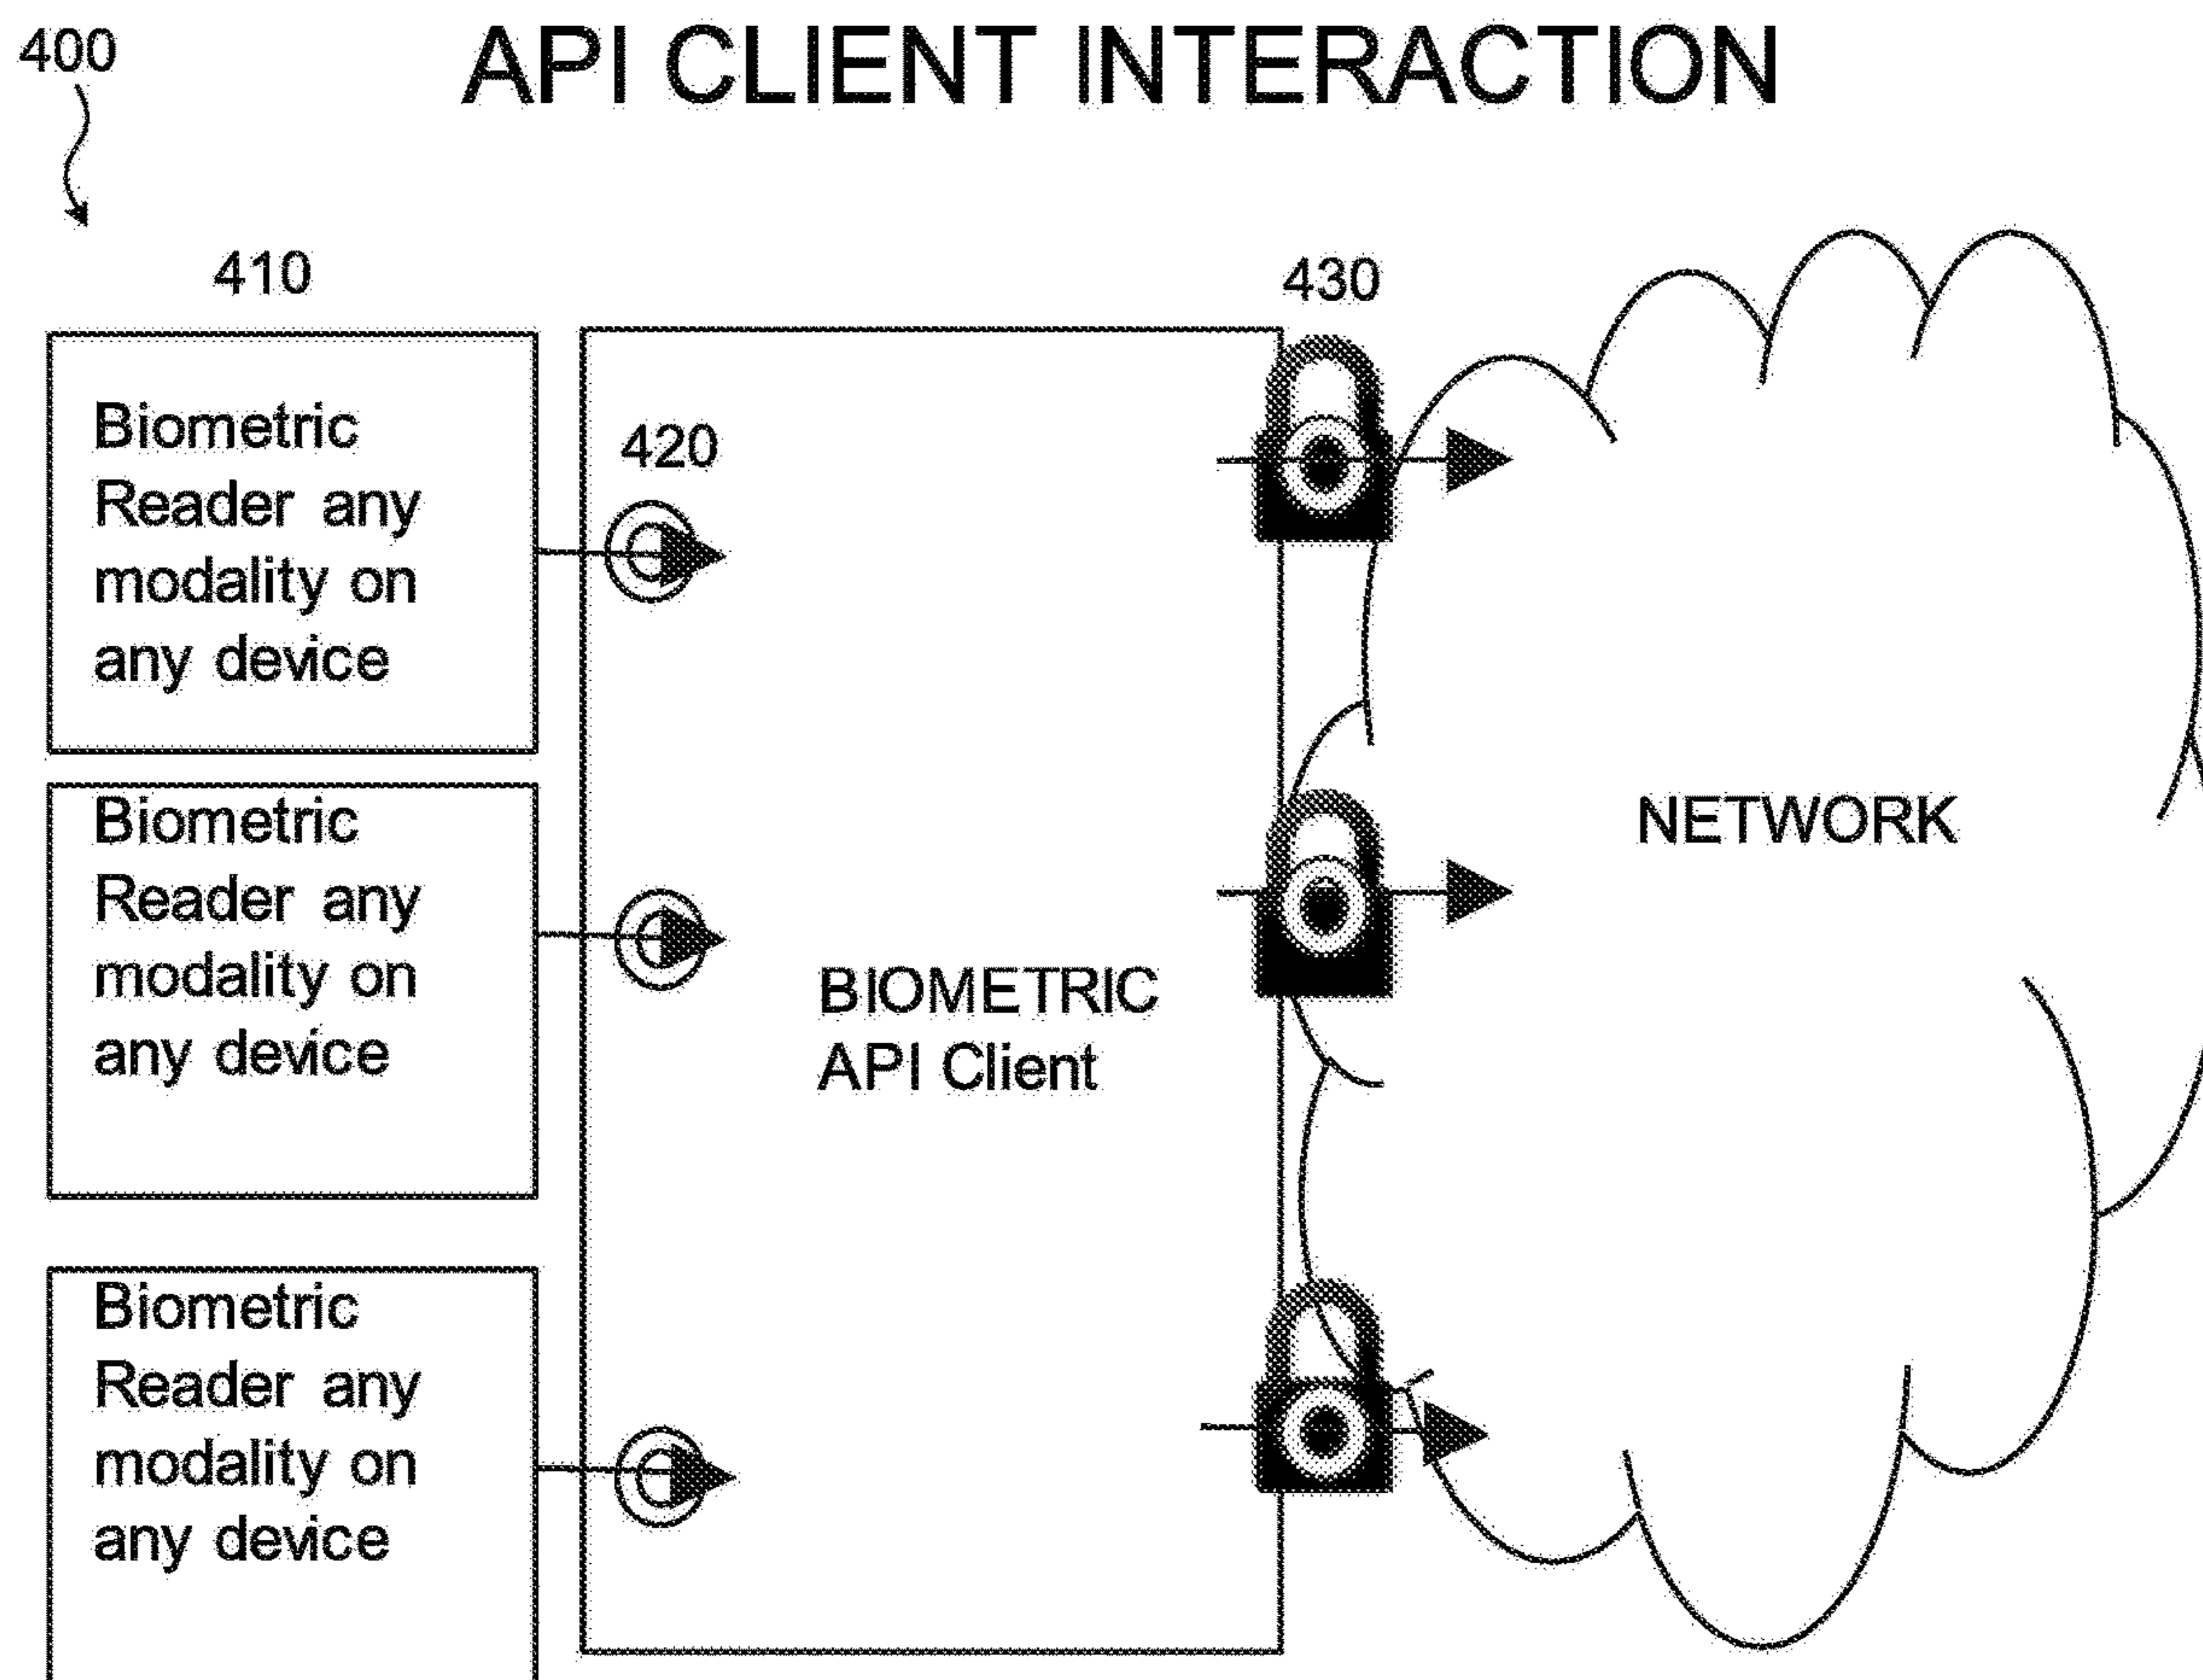 400
API CLIENT INTERACTION
410
430
Biometric
Reader any
modality on
any device
420
Biometric
Reader any
modality on
any device
NETWORK
BIOMETRIC
API Client
Biometric
Reader any
modality on
any device